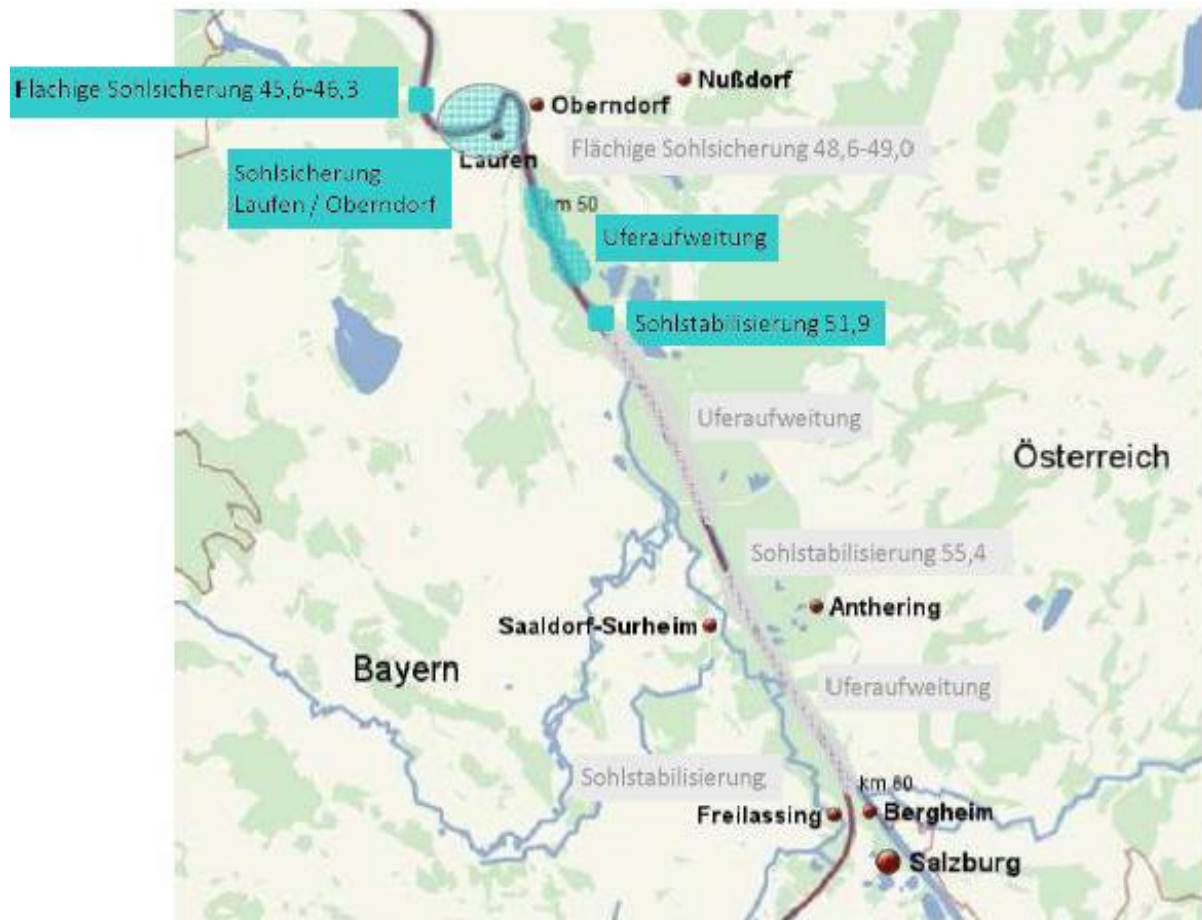 Nußdorf
Flächige Sohlsicherung 45,6-46,3
Oberndorf
Flächige Sohlsicherung 48,6-49,0
Laufen
Sohlsicherung
Laufen / Oberndorf
km 50
Uferaufweitung
Sohlstabilisierung 51,9
Uferaufweitung
Österreich
Sohlstabilisierung 55,4
Anthering
Saaldorf-Surheim
Bayern
Uferaufweitung
Sohlstabilisierung
km 60
Freilassing
Bergheim
Salzburg